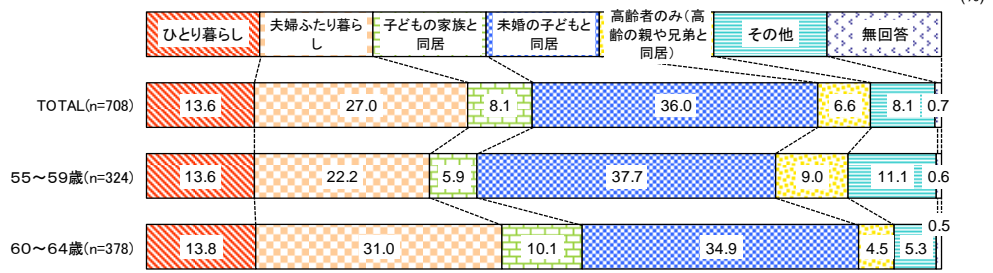 (%)
ひとり暮らし
夫婦ふたり暮ら
し
子どもの家族と
同居
未婚の子どもと
同居
高齢者のみ(高
齢の親や兄弟と
同居)
その他
無回答
TOTAL(n=708)
13.6 27.0 8.1 36.0 6.6 8.1 0.7
55～59歳(n=324)
13.6 22.2 5.9 37.7 9.0 11.1 0.6
60～64歳(n=378)
13.8 31.0 10.1 34.9 4.5 5.3 0.5